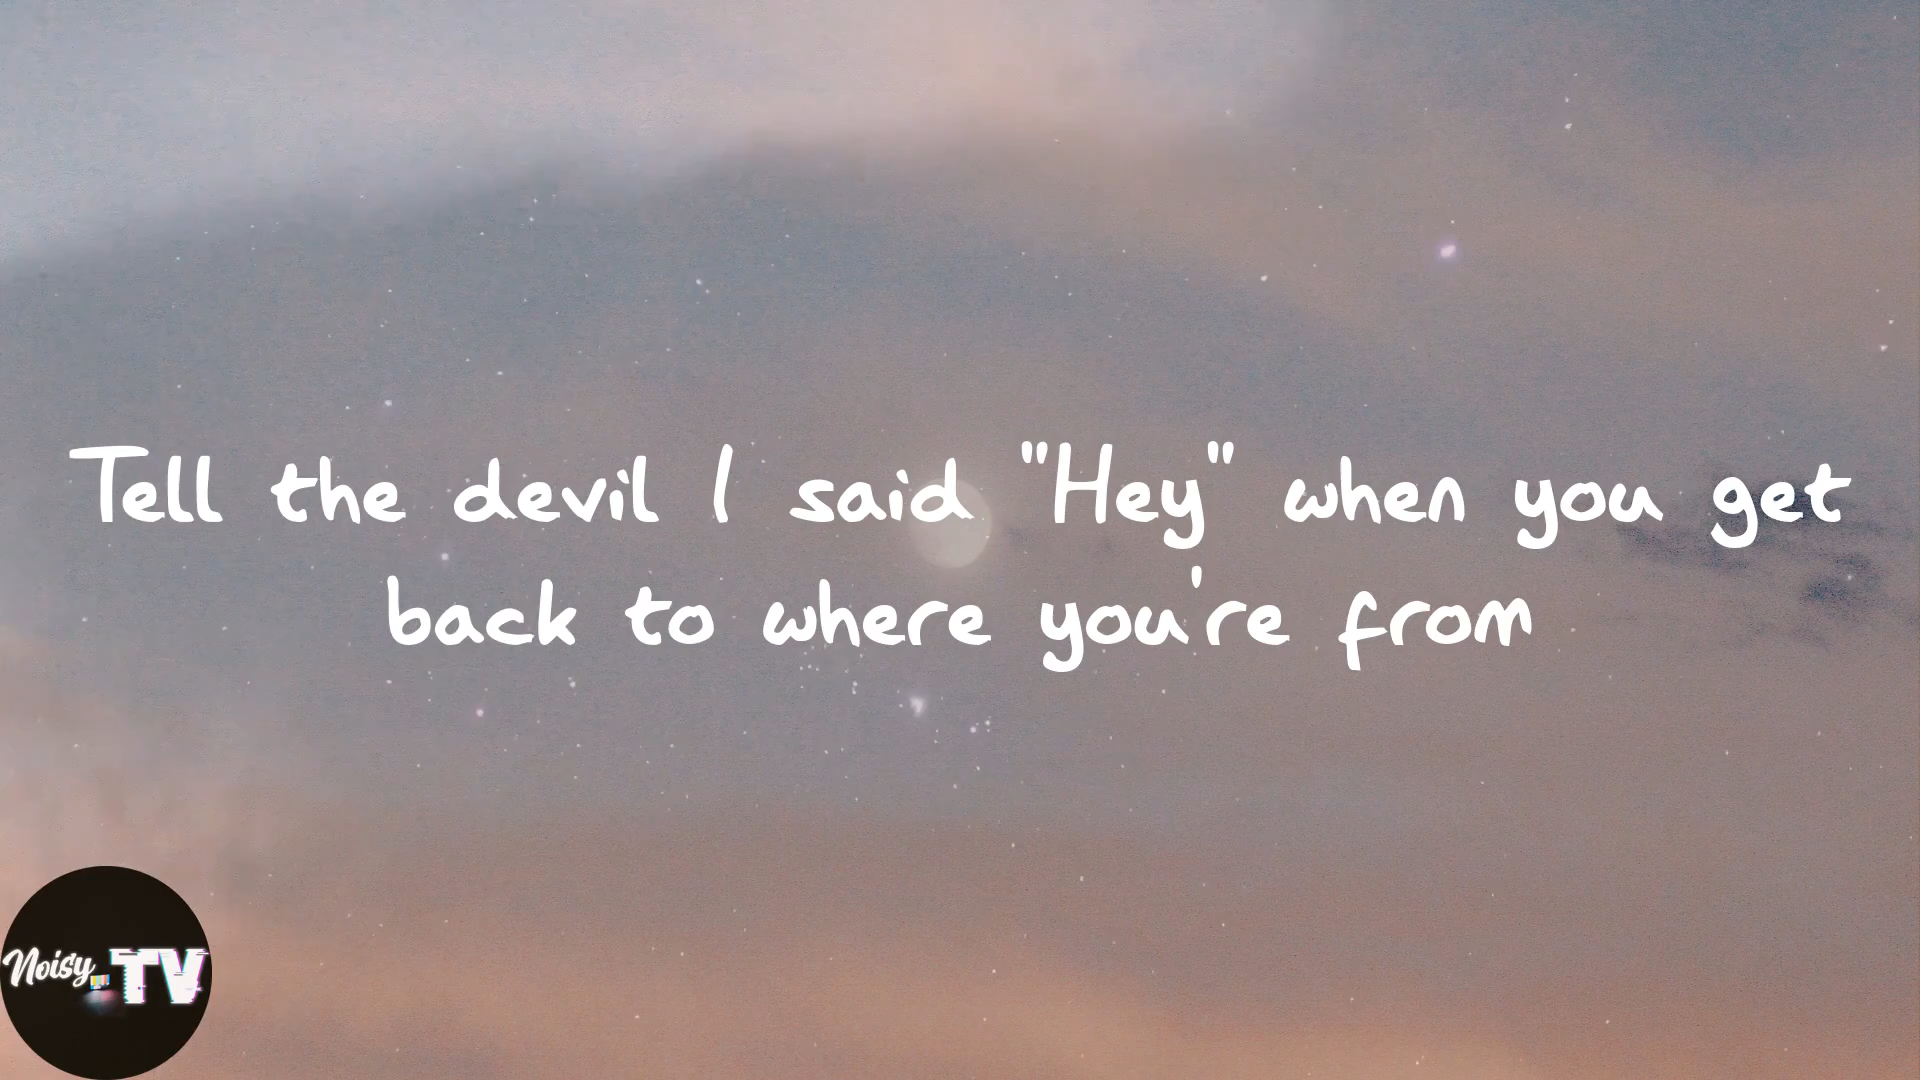 Tell the devil I said "Hey" when you get
back to where you're from
Noisy TV